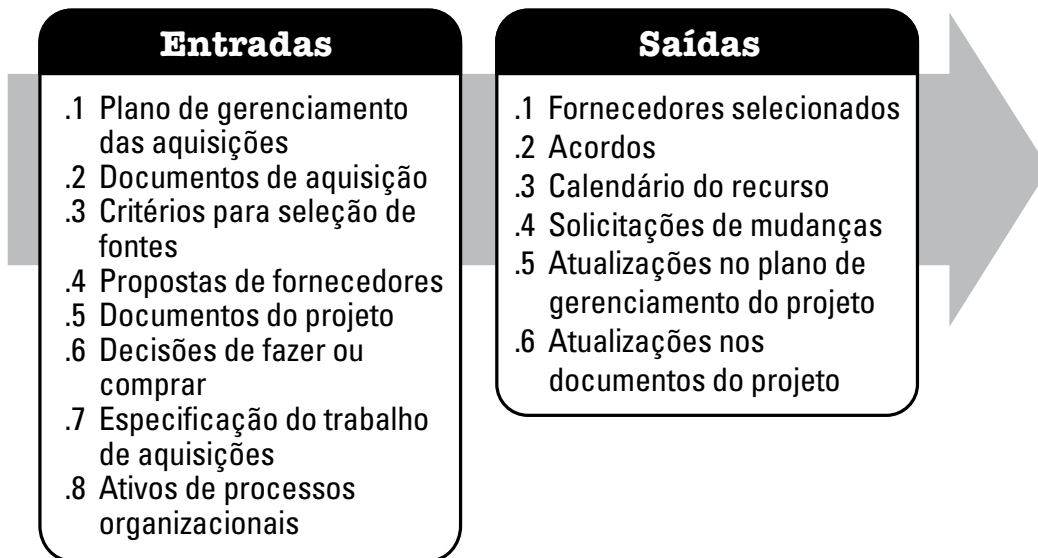 Entradas
.1 Plano de gerenciamento
das aquisições
.2 Documentos de aquisição
.3 Critérios para seleção de
fontes
.4 Propostas de fornecedores
.5 Documentos do projeto
.6 Decisões de fazer ou
comprar
.7 Especificação do trabalho
de aquisições
.8 Ativos de processos
organizacionais
Saídas
.1 Fornecedores selecionados
.2 Acordos
.3 Calendário do recurso
.4 Solicitações de mudanças
.5 Atualizações no plano de
gerenciamento do projeto
.6 Atualizações nos
documentos do projeto